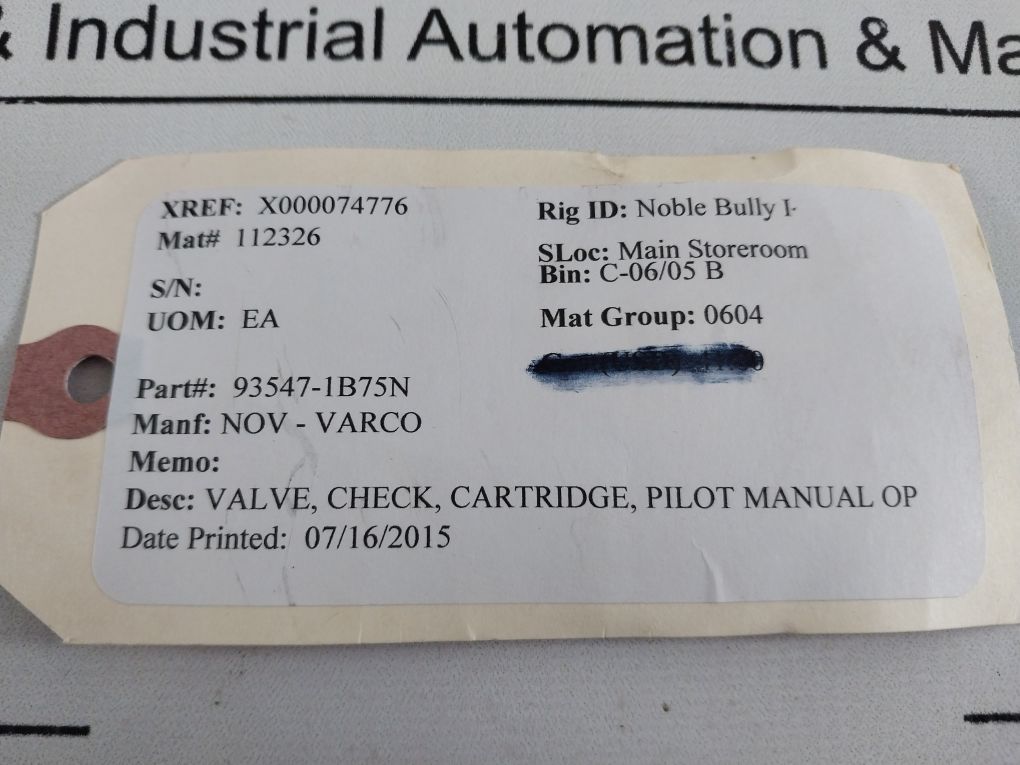 & Industrial Automation & Ma
XREF: X000074776
Mat# 112326
S/N:
UOM: EA
Part#: 93547-1B75N
Manf: NOV - VARCO
Memo:
Desc: VALVE, CHECK, CARTRIDGE, PILOT MANUAL OP
Date Printed: 07/16/2015
Rig ID: Noble Bully I-
SLoc: Main Storeroom
Bin: C-06/05 B
Mat Group: 0604